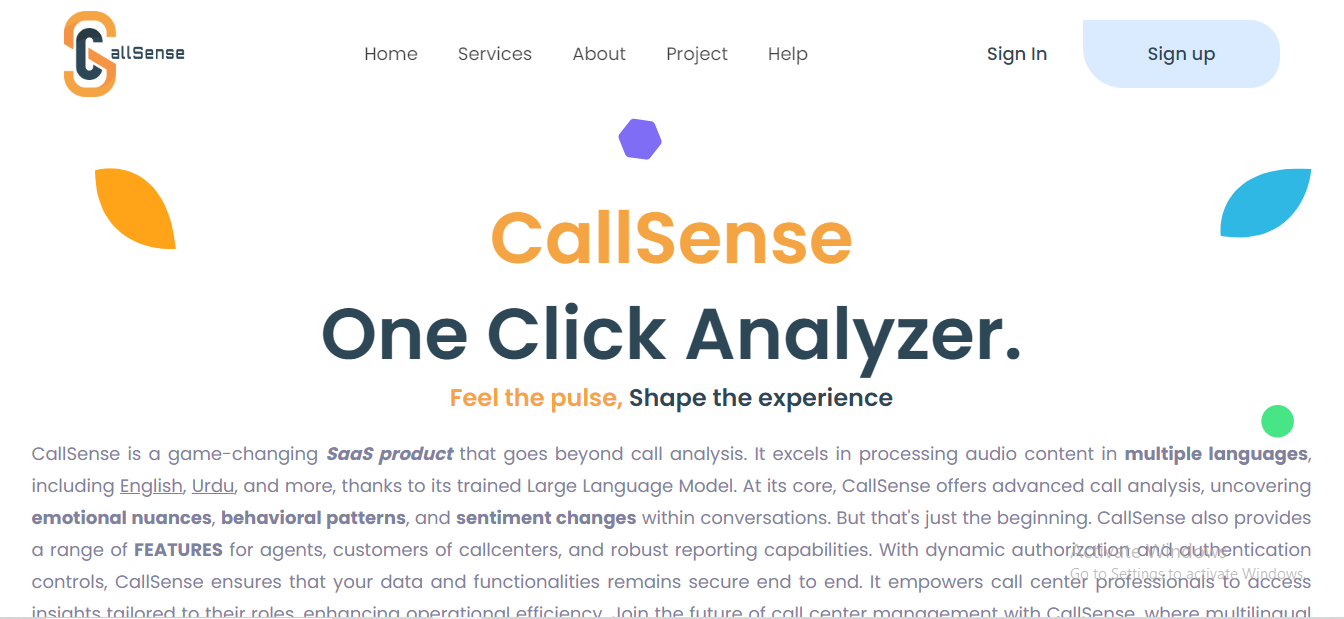 CallSense
Home Services About Project Help Sign In Sign up
CallSense
One Click Analyzer.
Feel the pulse, Shape the experience
CallSense is a game-changing SaaS product that goes beyond call analysis. It excels in processing audio content in multiple languages,
including English, Urdu, and more, thanks to its trained Large Language Model. At its core, CallSense offers advanced call analysis, uncovering
emotional nuances, behavioral patterns, and sentiment changes within conversations. But that's just the beginning. CallSense also provides
a range of FEATURES for agents, customers of callcenters, and robust reporting capabilities. With dynamic authorization and authentication
Activate Windows
controls, CallSense ensures that your data and functionalities remains secure end to end. It empowers call center professionals to access
Go to Settings to activate Windows.
insights tailored to their roles, enhancing operational efficiency. Join the future of call center management with CallSense, where multilingual